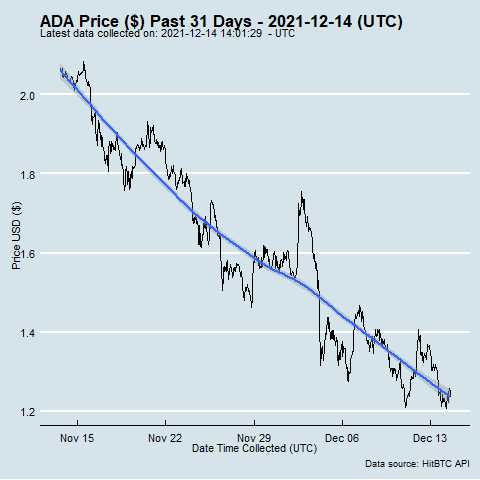 ADA Price ($) Past 31 Days - 2021-12-14 (UTC)
Latest data collected on: 2021-12-14 14:01:29  - UTC
2.0
1.8
1.6
1.4
1.2
Price USD ($)
Nov 15
Nov 22
Nov 29
Dec 06
Dec 13
Date Time Collected (UTC)
Data source: HitBTC API